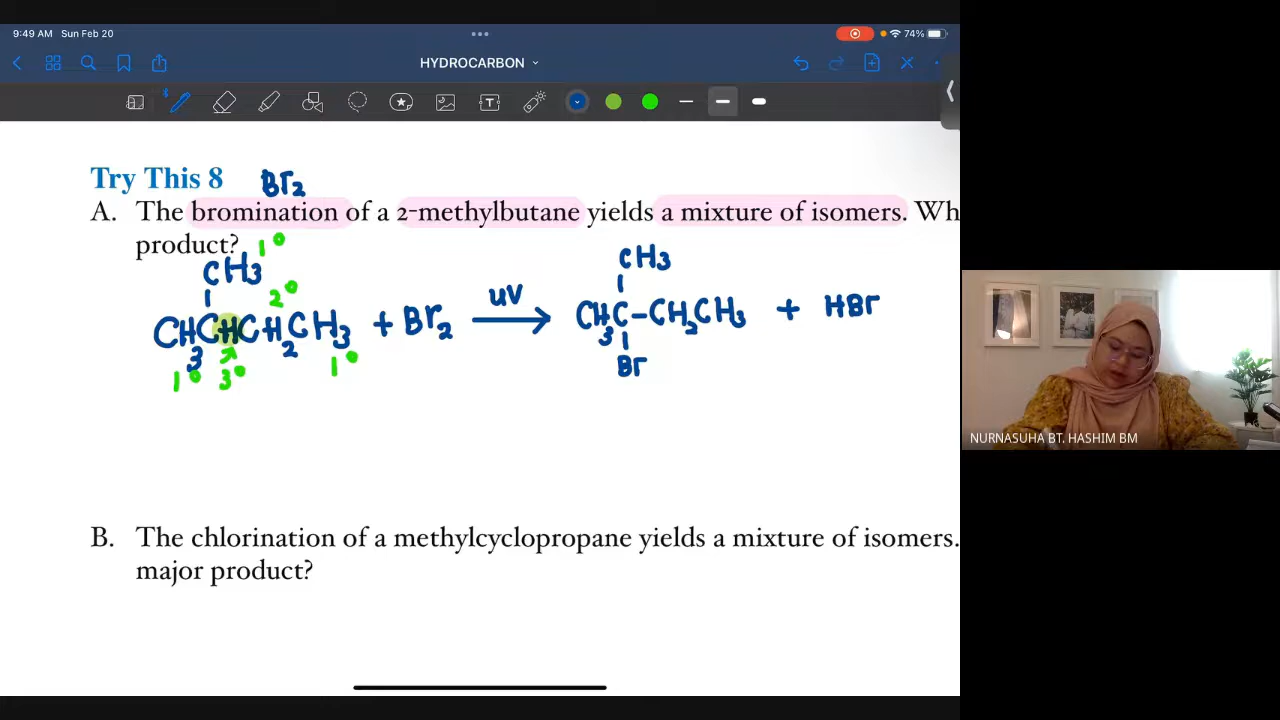 9:49 AM Sun Feb 20
74%
HYDROCARBON
Try This 8
Br2
A. The bromination of a 2-methylbutane yields a mixture of isomers. Wh
product?
1°
CH3
2°
CH3CHCH2CH3 + Br2
1° 3° 1°
uv
CH3
CH3C-CH2CH3 + HBr
Br
NURNASUHA BT. HASHIM BM
B. The chlorination of a methylcyclopropane yields a mixture of isomers.
major product?